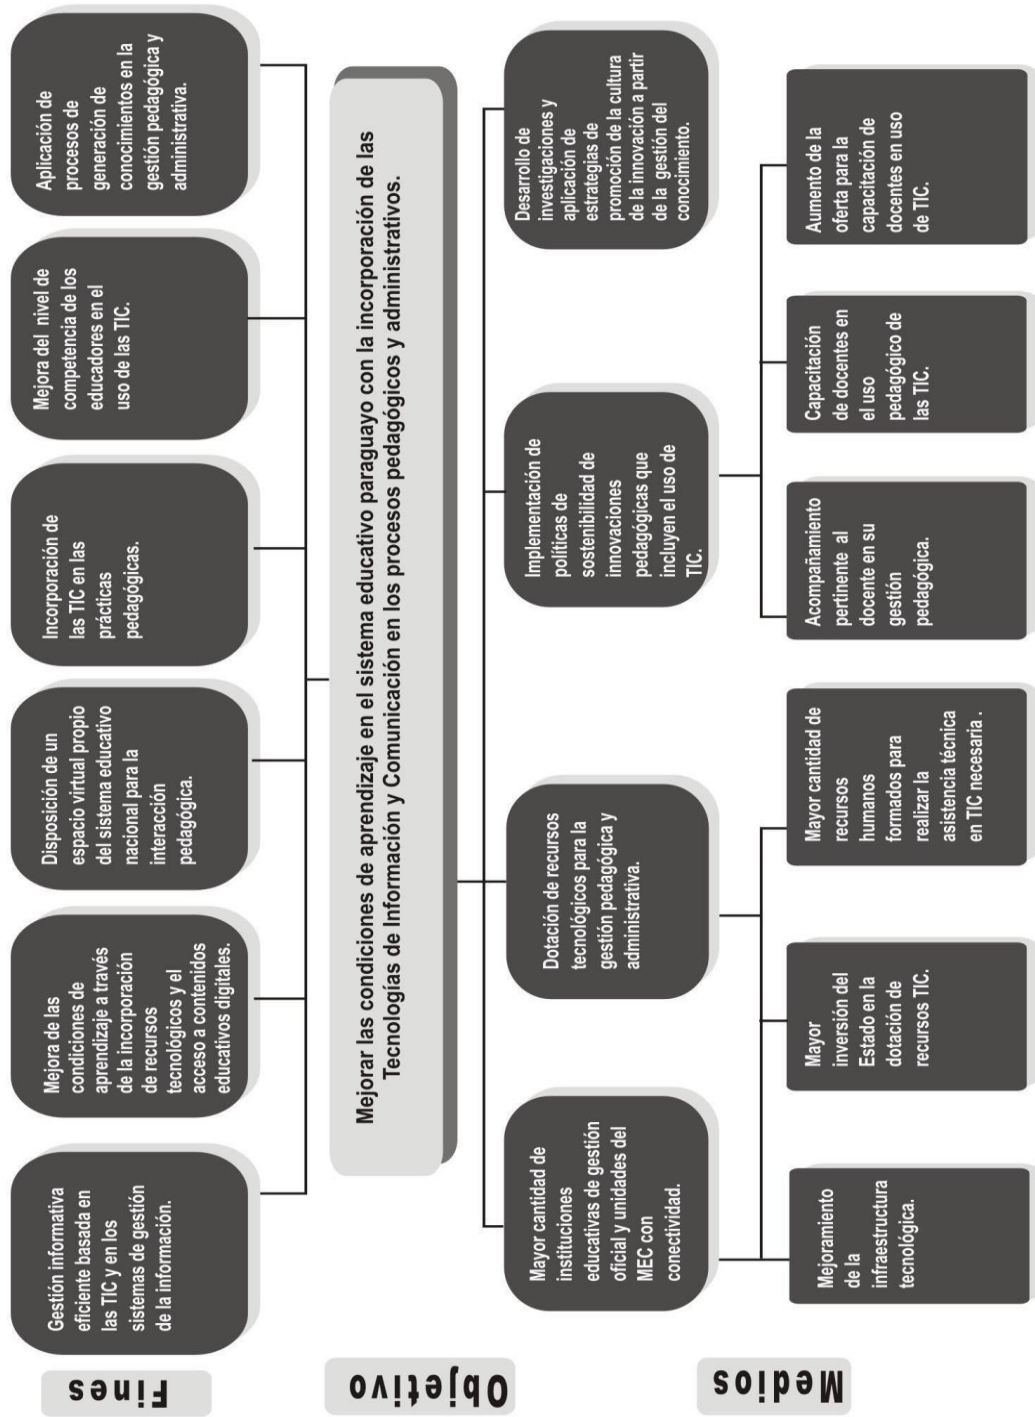 Fines
Gestión informativa
eficiente basada en
las TIC y en los
sistemas de gestión
de la información.
Mejora de las
condiciones de
aprendizaje a través
de la incorporación
de recursos
tecnológicos y el
acceso a contenidos
educativos digitales.
Disposición de un
espacio virtual propio
del sistema educativo
nacional para la
interacción
pedagógica.
Incorporación de
las TIC en las
prácticas
pedagógicas.
Mejora del nivel de
competencia de los
educadores en el
uso de las TIC.
Aplicación de
procesos de
generación de
conocimientos en la
gestión pedagógica y
administrativa.
Objetivo
Mejorar las condiciones de aprendizaje en el sistema educativo paraguayo con la incorporación de las
Tecnologías de Información y Comunicación en los procesos pedagógicos y administrativos.
Medios
Mayor cantidad de
instituciones
educativas de gestión
oficial y unidades del
MEC con
conectividad.
Dotación de recursos
tecnológicos para la
gestión pedagógica y
administrativa.
Implementación de
políticas de
sostenibilidad de
innovaciones
pedagógicas que
incluyen el uso de
TIC.
Desarrollo de
investigaciones y
aplicación de
estrategias de
promoción de la cultura
de la innovación a partir
de la gestión del
conocimiento.
Mejoramiento
de la
infraestructura
tecnológica.
Mayor
inversión del
Estado en la
dotación de
recursos TIC.
Mayor cantidad de
recursos
humanos
formados para
realizar la
asistencia técnica
en TIC necesaria .
Acompañamiento
pertinente al
docente en su
gestión
pedagógica.
Capacitación
de docentes en
el uso
pedagógico de
las TIC.
Aumento de la
oferta para la
capacitación de
docentes en uso
de TIC.